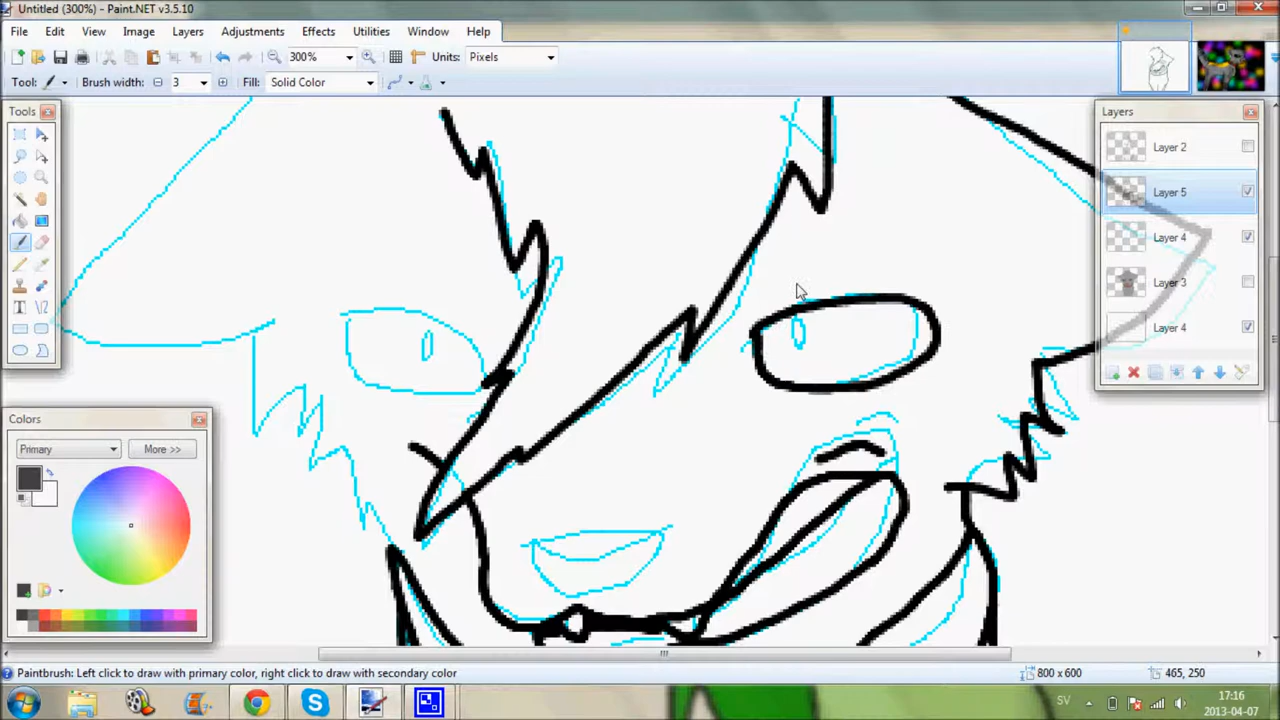 Untitled (300%) - Paint.NET v3.5.10
File Edit View Image Layers Adjustments Effects Utilities Window Help
300% Units: Pixels
Tool: Brush width: 3 Fill: Solid Color
Tools
Layers
Layer 2
Layer 5
Layer 4
Layer 3
Layer 4
Colors
Primary More >>
Paintbrush: Left click to draw with primary color, right click to draw with secondary color 800 x 600 465, 250
SV 17:16
2013-04-07